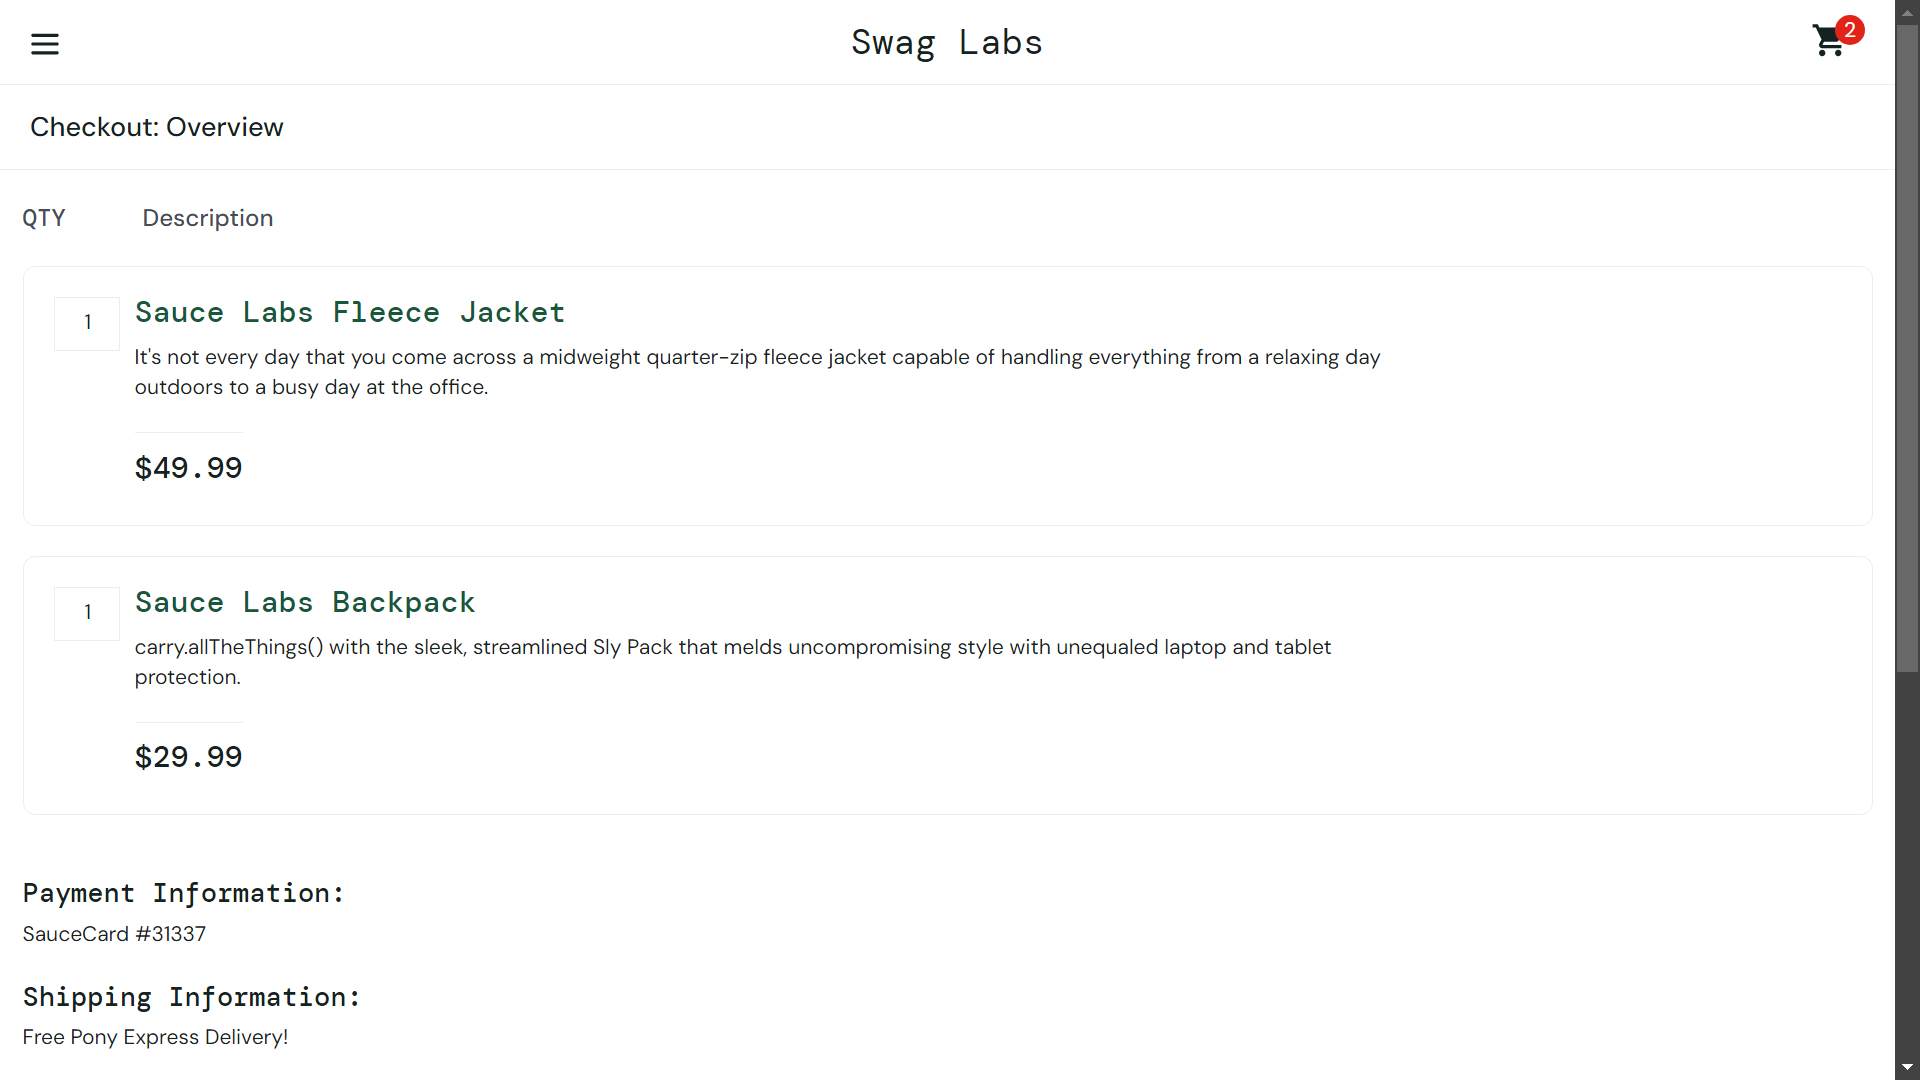 Swag Labs
2
Checkout: Overview
QTY Description
1
Sauce Labs Fleece Jacket
It's not every day that you come across a midweight quarter-zip fleece jacket capable of handling everything from a relaxing day
outdoors to a busy day at the office.
$49.99
1
Sauce Labs Backpack
carry.allTheThings() with the sleek, streamlined Sly Pack that melds uncompromising style with unequaled laptop and tablet
protection.
$29.99
Payment Information:
SauceCard #31337
Shipping Information:
Free Pony Express Delivery!